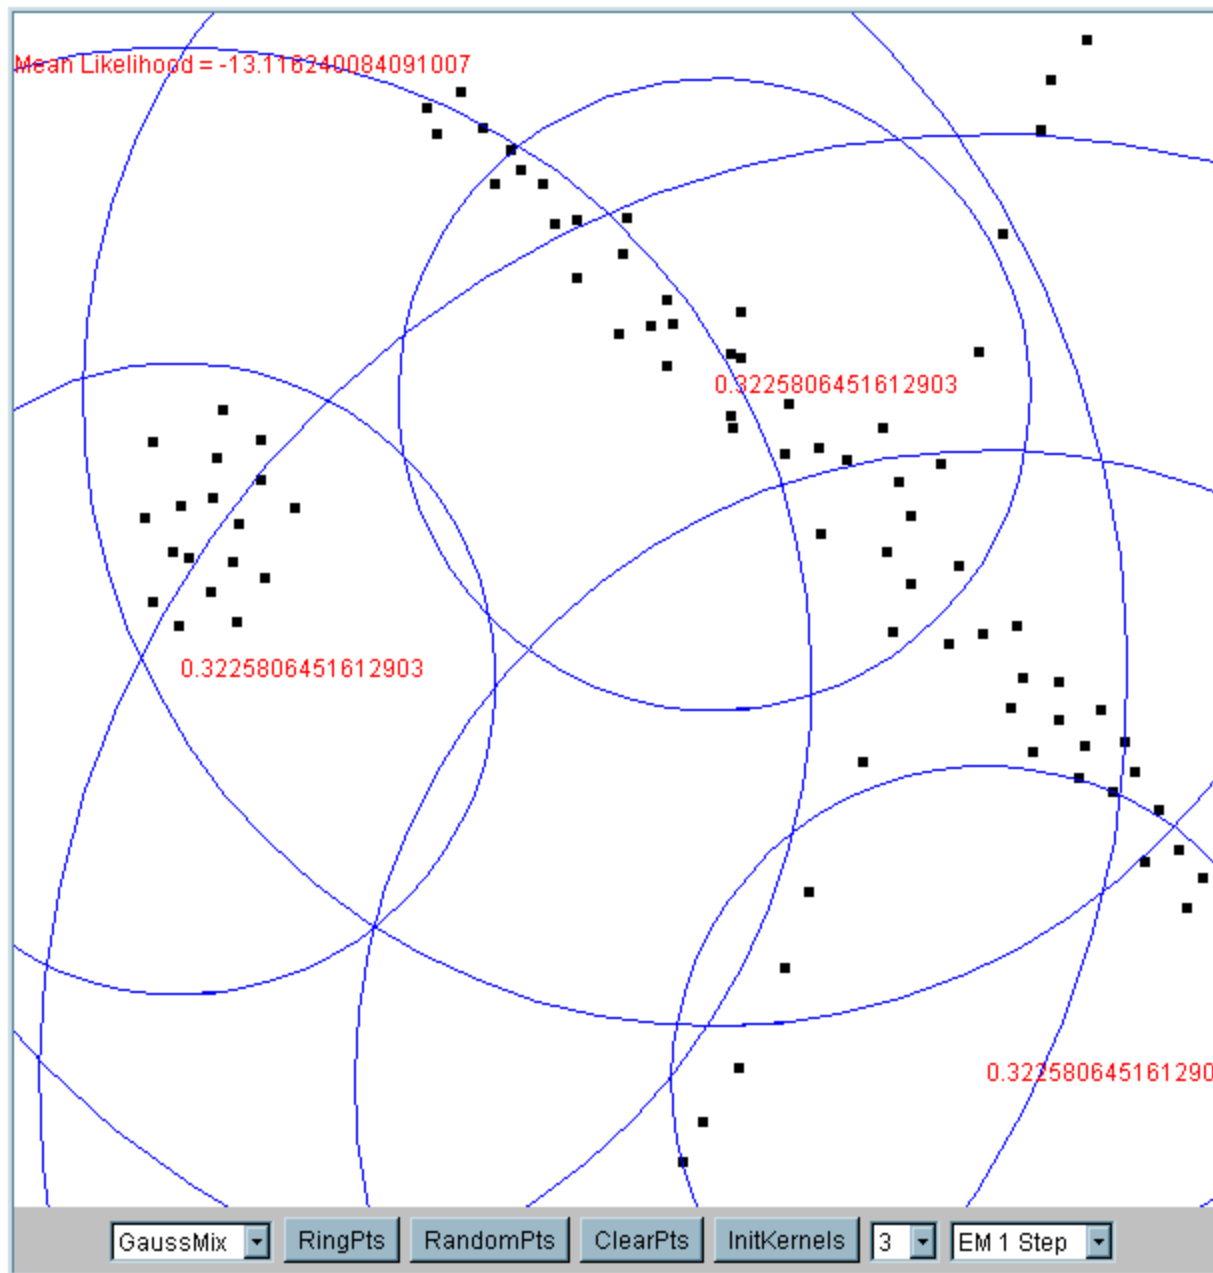 Mean Likelihood = -13.116240084091007
0.3225806451612903
0.3225806451612903
0.322580645161290
GaussMix RingPts RandomPts ClearPts InitKernels 3 EM 1 Step